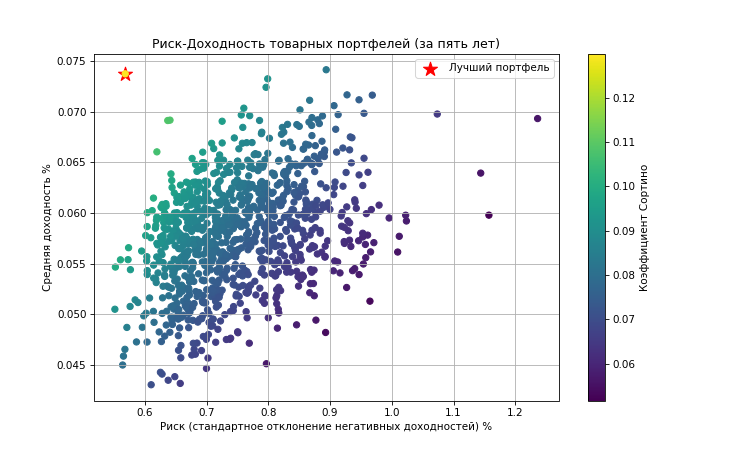 Риск-Доходность товарных портфелей (за пять лет)
Лучший портфель
Средняя доходность %
0.075
0.070
0.065
0.060
0.055
0.050
0.045
0.6 0.7 0.8 0.9 1.0 1.1 1.2
Риск (стандартное отклонение негативных доходностей) %
0.12
0.11
0.10
0.09
0.08
0.07
0.06
Коэффициент Сортино